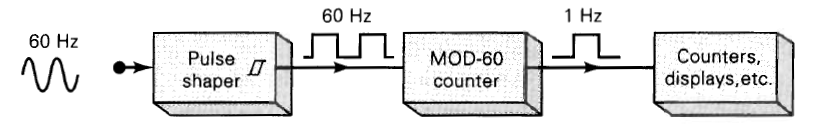 60 Hz
Pulse
shaper
60 Hz
MOD-60
counter
1 Hz
Counters,
displays,etc.